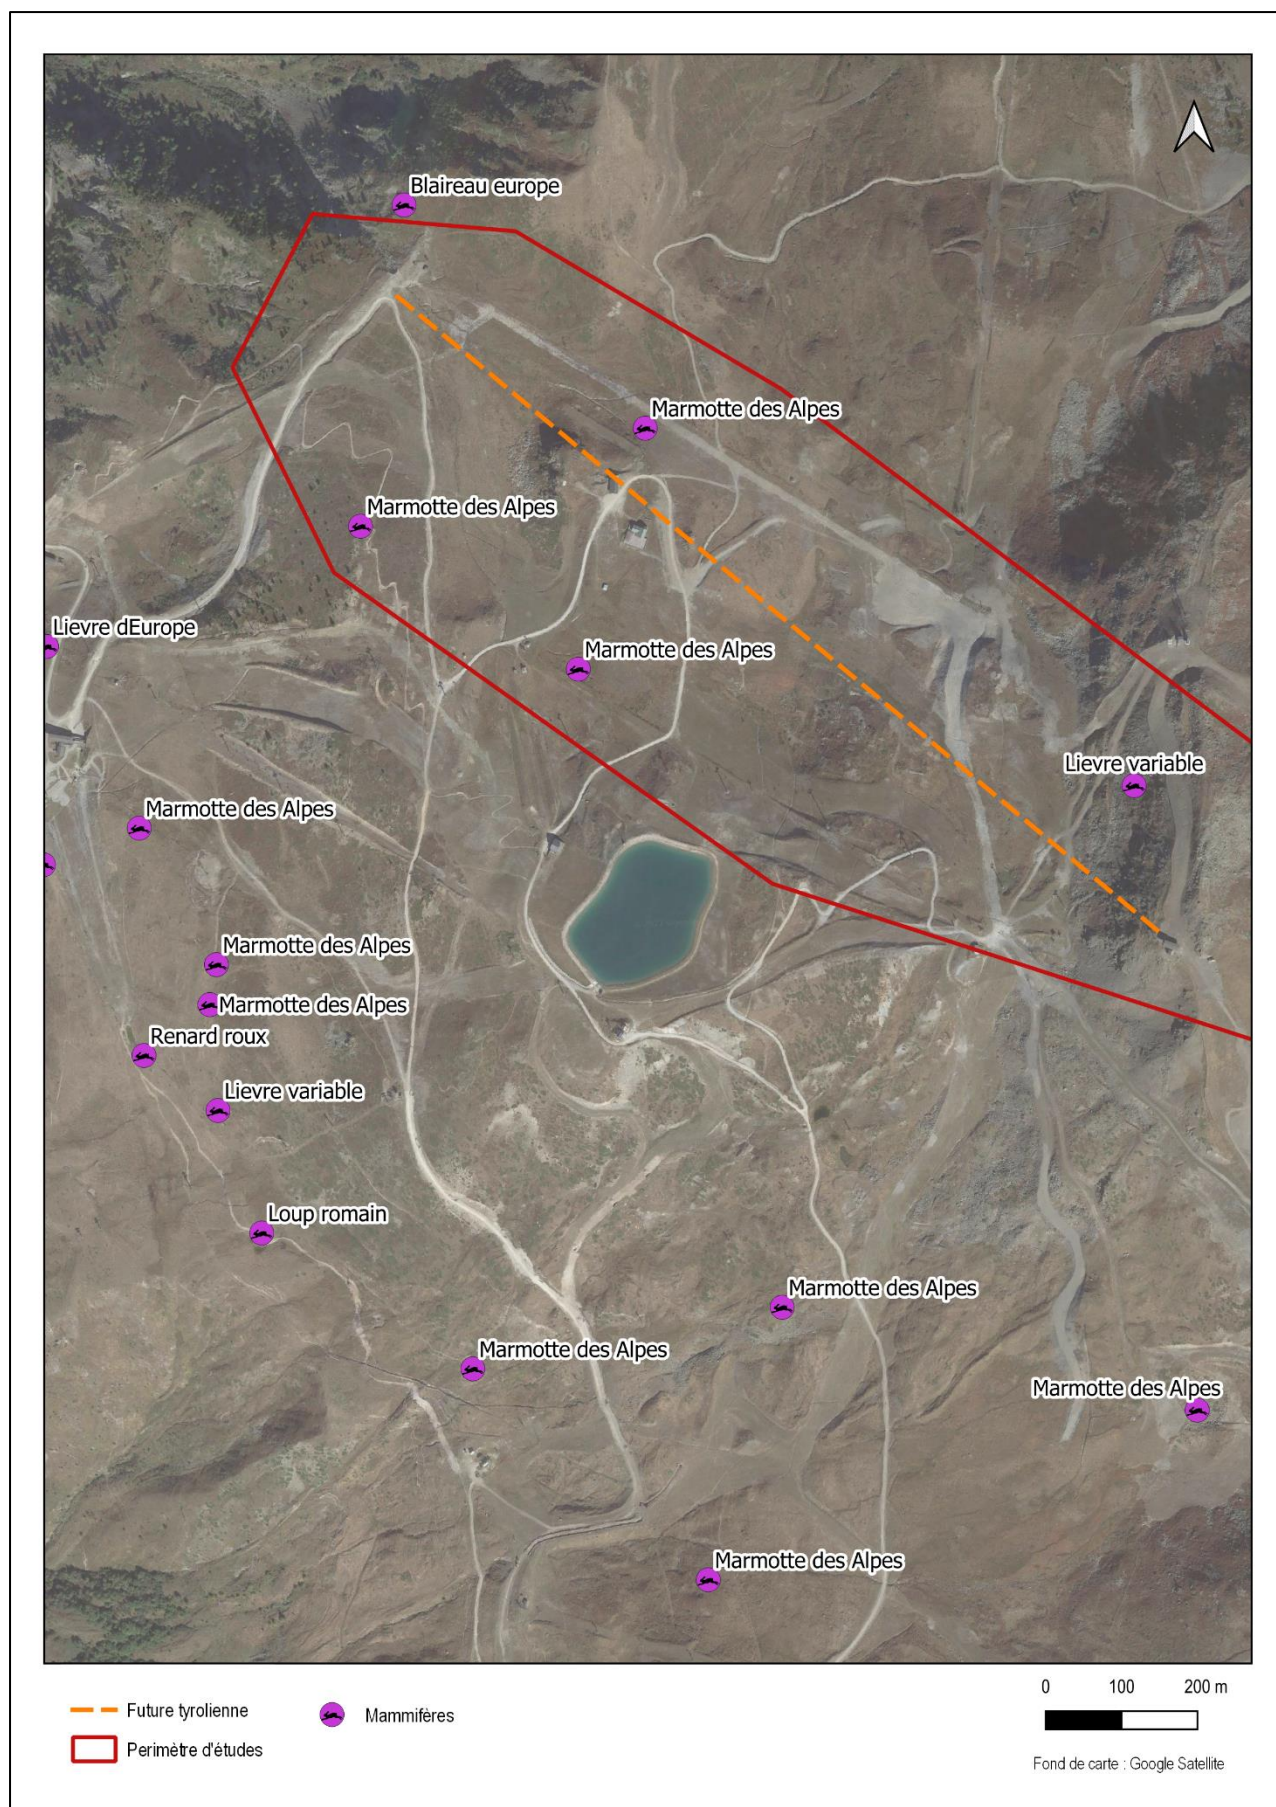 Blaireau europe
Marmotte des Alpes
Marmotte des Alpes
Lievre dEurope
Marmotte des Alpes
Lievre variable
Marmotte des Alpes
Marmotte des Alpes
Marmotte des Alpes
Renard roux
Lievre variable
Loup romain
Marmotte des Alpes
Marmotte des Alpes
Marmotte des Alpes
Marmotte des Alpes
0 100 200 m
Future tyrolienne
Mammifères
Perimètre d'études
Fond de carte : Google Satellite